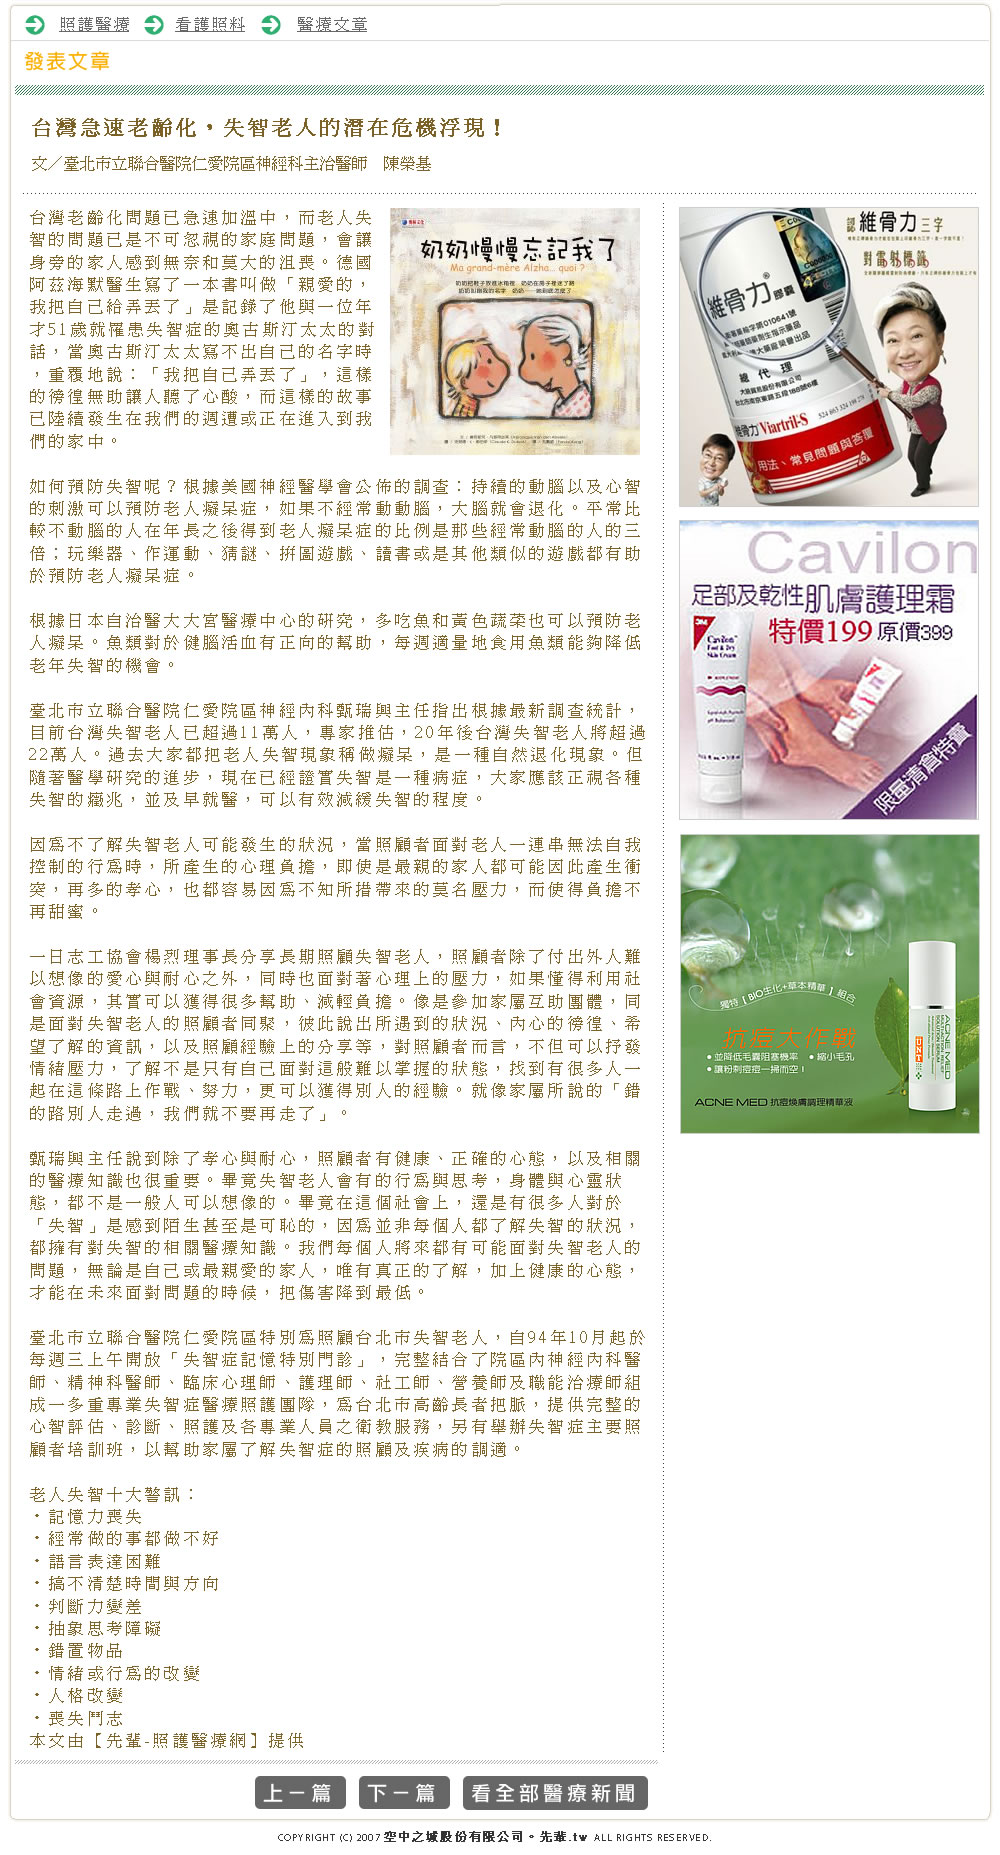 照護醫療 看護照料 醫療文章
發表文章
台灣急速老齡化，失智老人的潛在危機浮現！
文／臺北市立聯合醫院仁愛院區神經科主治醫師　陳榮基
台灣老齡化問題已急速加溫中，而老人失
智的問題已是不可忽視的家庭問題，會讓
身旁的家人感到無奈和莫大的沮喪。德國
阿茲海默醫生寫了一本書叫做「親愛的，
我把自己給弄丟了」是記錄了他與一位年
才51歲就罹患失智症的奧古斯汀太太的對
話，當奧古斯汀太太寫不出自己的名字時
，重覆地說：「我把自己弄丟了」，這樣
的徬徨無助讓人聽了心酸，而這樣的故事
已陸續發生在我們的週遭或正在進入到我
們的家中。
奶奶慢慢忘記我了
Ma grand-mère Alzha... quoi ?
如何預防失智呢？根據美國神經醫學會公佈的調查：持續的動腦以及心智
的刺激可以預防老人癡呆症，如果不經常動動腦，大腦就會退化。平常比
較不動腦的人在年長之後得到老人癡呆症的比例是那些經常動腦的人的三
倍；玩樂器、作運動、猜謎、拼圖遊戲、讀書或是其他類似的遊戲都有助
於預防老人癡呆症。
根據日本自治醫大大宮醫療中心的研究，多吃魚和黃色蔬菜也可以預防老
人癡呆。魚類對於健腦活血有正向的幫助，每週適量地食用魚類能夠降低
老年失智的機會。
臺北市立聯合醫院仁愛院區神經內科甄瑞興主任指出根據最新調查統計，
目前台灣失智老人已超過11萬人，專家推估，20年後台灣失智老人將超過
22萬人。過去大家都把老人失智現象稱做癡呆，是一種自然退化現象。但
隨著醫學研究的進步，現在已經證實失智是一種病症，大家應該正視各種
失智的癥兆，並及早就醫，可以有效減緩失智的程度。
因為不了解失智老人可能發生的狀況，當照顧者面對老人一連串無法自我
控制的行為時，所產生的心理負擔，即使是最親的家人都可能因此產生衝
突，再多的孝心，也都容易因為不知所措帶來的莫名壓力，而使得負擔不
再甜蜜。
一日志工協會楊烈理事長分享長期照顧失智老人，照顧者除了付出外人難
以想像的愛心與耐心之外，同時也面對著心理上的壓力，如果懂得利用社
會資源，其實可以獲得很多幫助、減輕負擔。像是參加家屬互助團體，同
是面對失智老人的照顧者同聚，彼此說出所遇到的狀況、內心的徬徨、希
望了解的資訊，以及照顧經驗上的分享等，對照顧者而言，不但可以抒發
情緒壓力，了解不是只有自己面對這般難以掌握的狀態，找到有很多人一
起在這條路上作戰、努力，更可以獲得別人的經驗。就像家屬所說的「錯
的路別人走過，我們就不要再走了」。
甄瑞興主任說到除了孝心與耐心，照顧者有健康、正確的心態，以及相關
的醫療知識也很重要。畢竟失智老人會有的行為與思考，身體與心靈狀
態，都不是一般人可以想像的。畢竟在這個社會上，還是有很多人對於
「失智」是感到陌生甚至是可恥的，因為並非每個人都了解失智的狀況，
都擁有對失智的相關醫療知識。我們每個人將來都有可能面對失智老人的
問題，無論是自己或最親愛的家人，唯有真正的了解，加上健康的心態，
才能在未來面對問題的時候，把傷害降到最低。
臺北市立聯合醫院仁愛院區特別為照顧台北市失智老人，自94年10月起於
每週三上午開放「失智症記憶特別門診」，完整結合了院區內神經內科醫
師、精神科醫師、臨床心理師、護理師、社工師、營養師及職能治療師組
成一多重專業失智症醫療照護團隊，為台北市高齡長者把脈，提供完整的
心智評估、診斷、照護及各專業人員之衛教服務，另有舉辦失智症主要照
顧者培訓班，以幫助家屬了解失智症的照顧及疾病的調適。
老人失智十大警訊：
‧記憶力喪失
‧經常做的事都做不好
‧語言表達困難
‧搞不清楚時間與方向
‧判斷力變差
‧抽象思考障礙
‧錯置物品
‧情緒或行為的改變
‧人格改變
‧喪失鬥志
本文由【先輩-照護醫療網】提供
認 維骨力 三字
對雷射標籤
維骨力 膠囊
總代理
維骨力 Viartril-S
用法、常見問題與答覆
Cavilon
足部及乾性肌膚護理霜
特價199 原價399
3M
Cavilon
Foot & Dry
Skin Cream
限量清倉特賣
獨特【BIO生化+草本精華】組合
抗痘大作戰
•並降低毛囊阻塞機率 •縮小毛孔
•讓粉刺痘痘一掃而空！
ACNE MED 抗痘煥膚調理精華液
ACNE MED
DNC
上一篇 下一篇 看全部醫療新聞
COPYRIGHT (C) 2007 空中之城股份有限公司。先輩.tw ALL RIGHTS RESERVED.